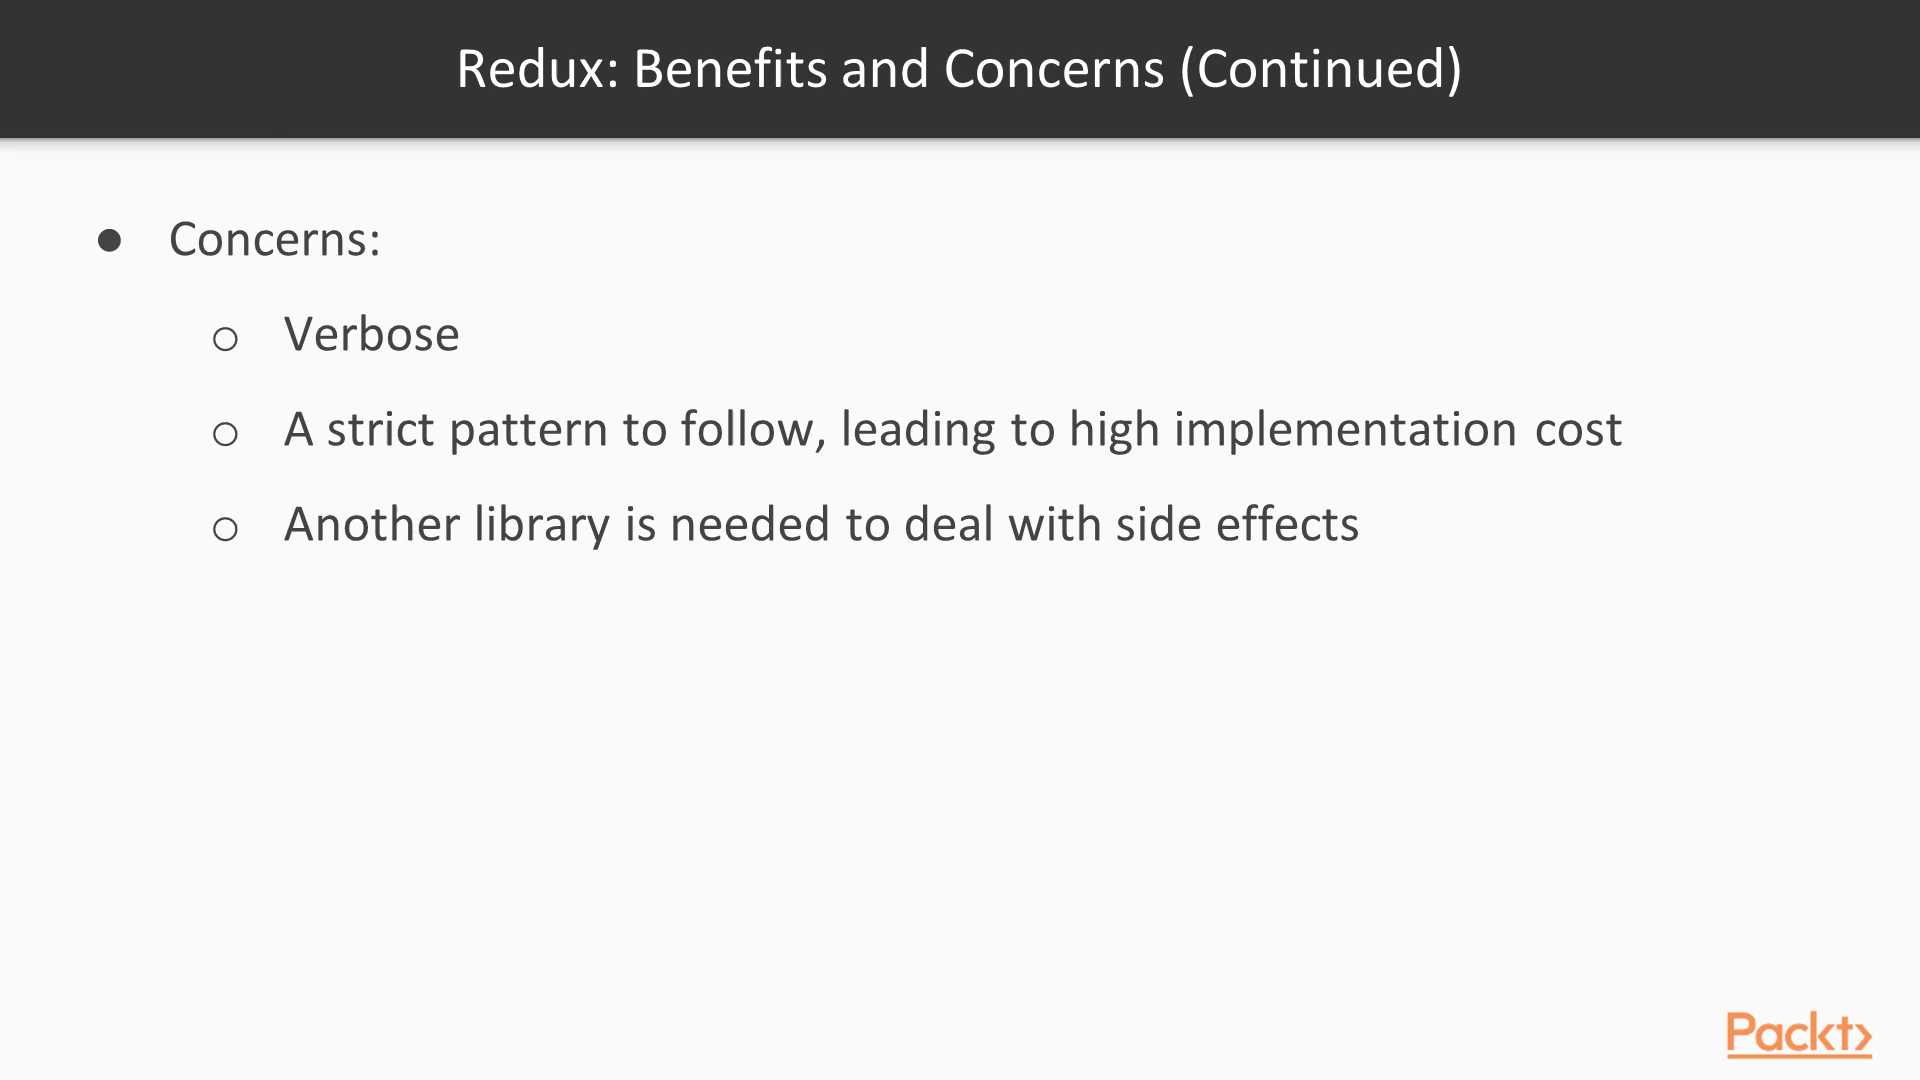 Redux: Benefits and Concerns (Continued)
● Concerns:
○ Verbose
○ A strict pattern to follow, leading to high implementation cost
○ Another library is needed to deal with side effects
Packt>